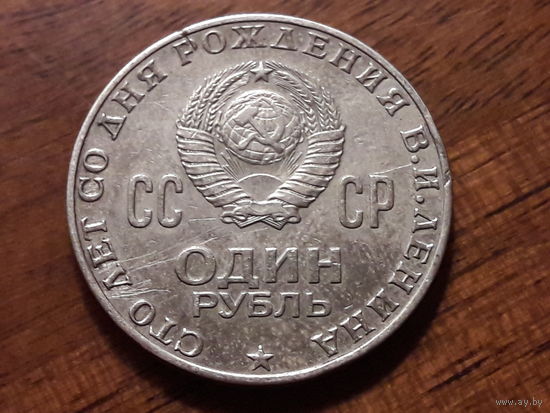 СТО ЛЕТ СО ДНЯ РОЖДЕНИЯ В.И.ЛЕНИНА
СС СР
ОДИН
РУБЛЬ
www.ay.by